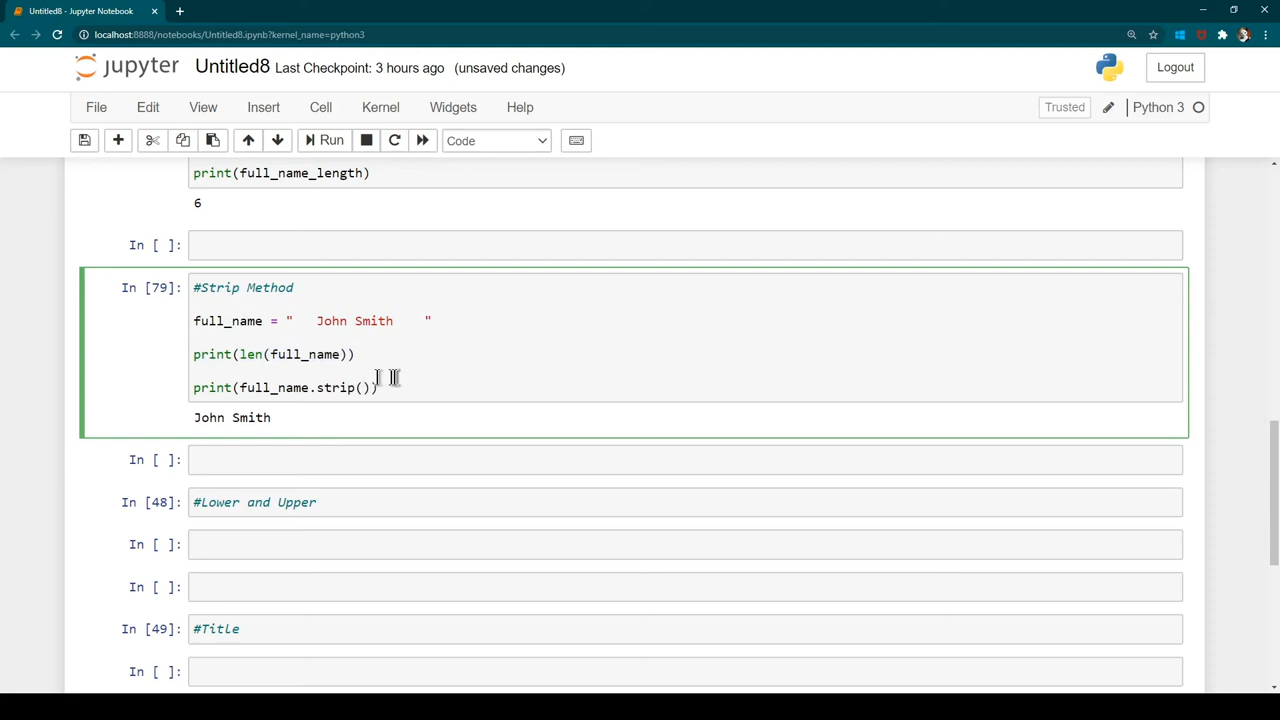 Untitled8 - Jupyter Notebook
localhost:8888/notebooks/Untitled8.ipynb?kernel_name=python3
jupyter Untitled8 Last Checkpoint: 3 hours ago (unsaved changes) Logout
File Edit View Insert Cell Kernel Widgets Help Trusted Python 3
Run Code
print(full_name_length)
6
In [ ]:
In [79]: #Strip Method
full_name = "   John Smith    "
print(len(full_name))
print(full_name.strip())
John Smith
In [ ]:
In [48]: #Lower and Upper
In [ ]:
In [ ]:
In [49]: #Title
In [ ]: